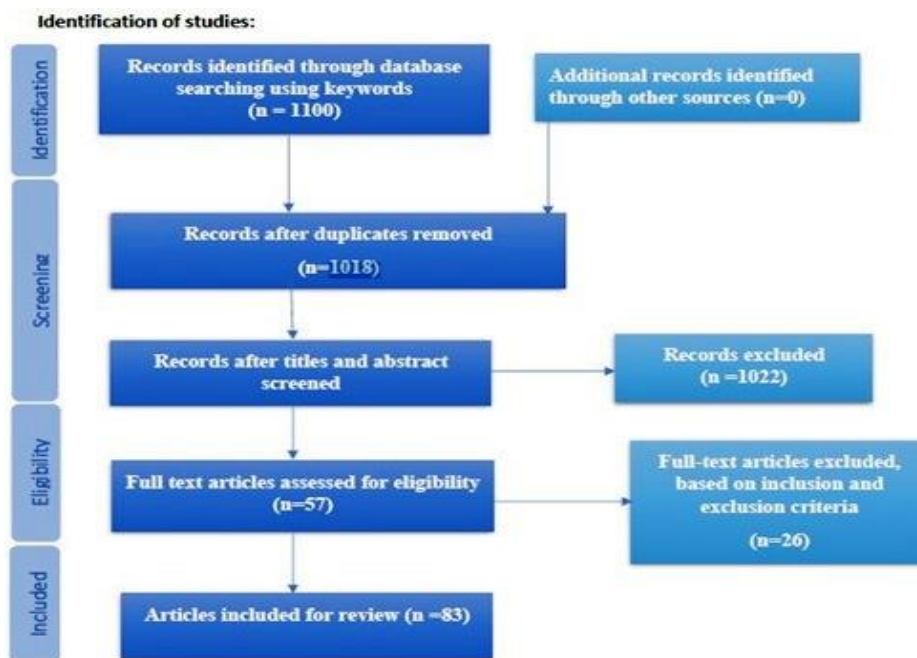 Identification of studies:
Identification
Records identified through database
searching using keywords
(n = 1100)
Additional records identified
through other sources (n=0)
Screening
Records after duplicates removed
(n=1018)
Records after titles and abstract
screened
Records excluded
(n =1022)
Eligibility
Full text articles assessed for eligibility
(n=57)
Full-text articles excluded,
based on inclusion and
exclusion criteria
(n=26)
Included
Articles included for review (n =83)